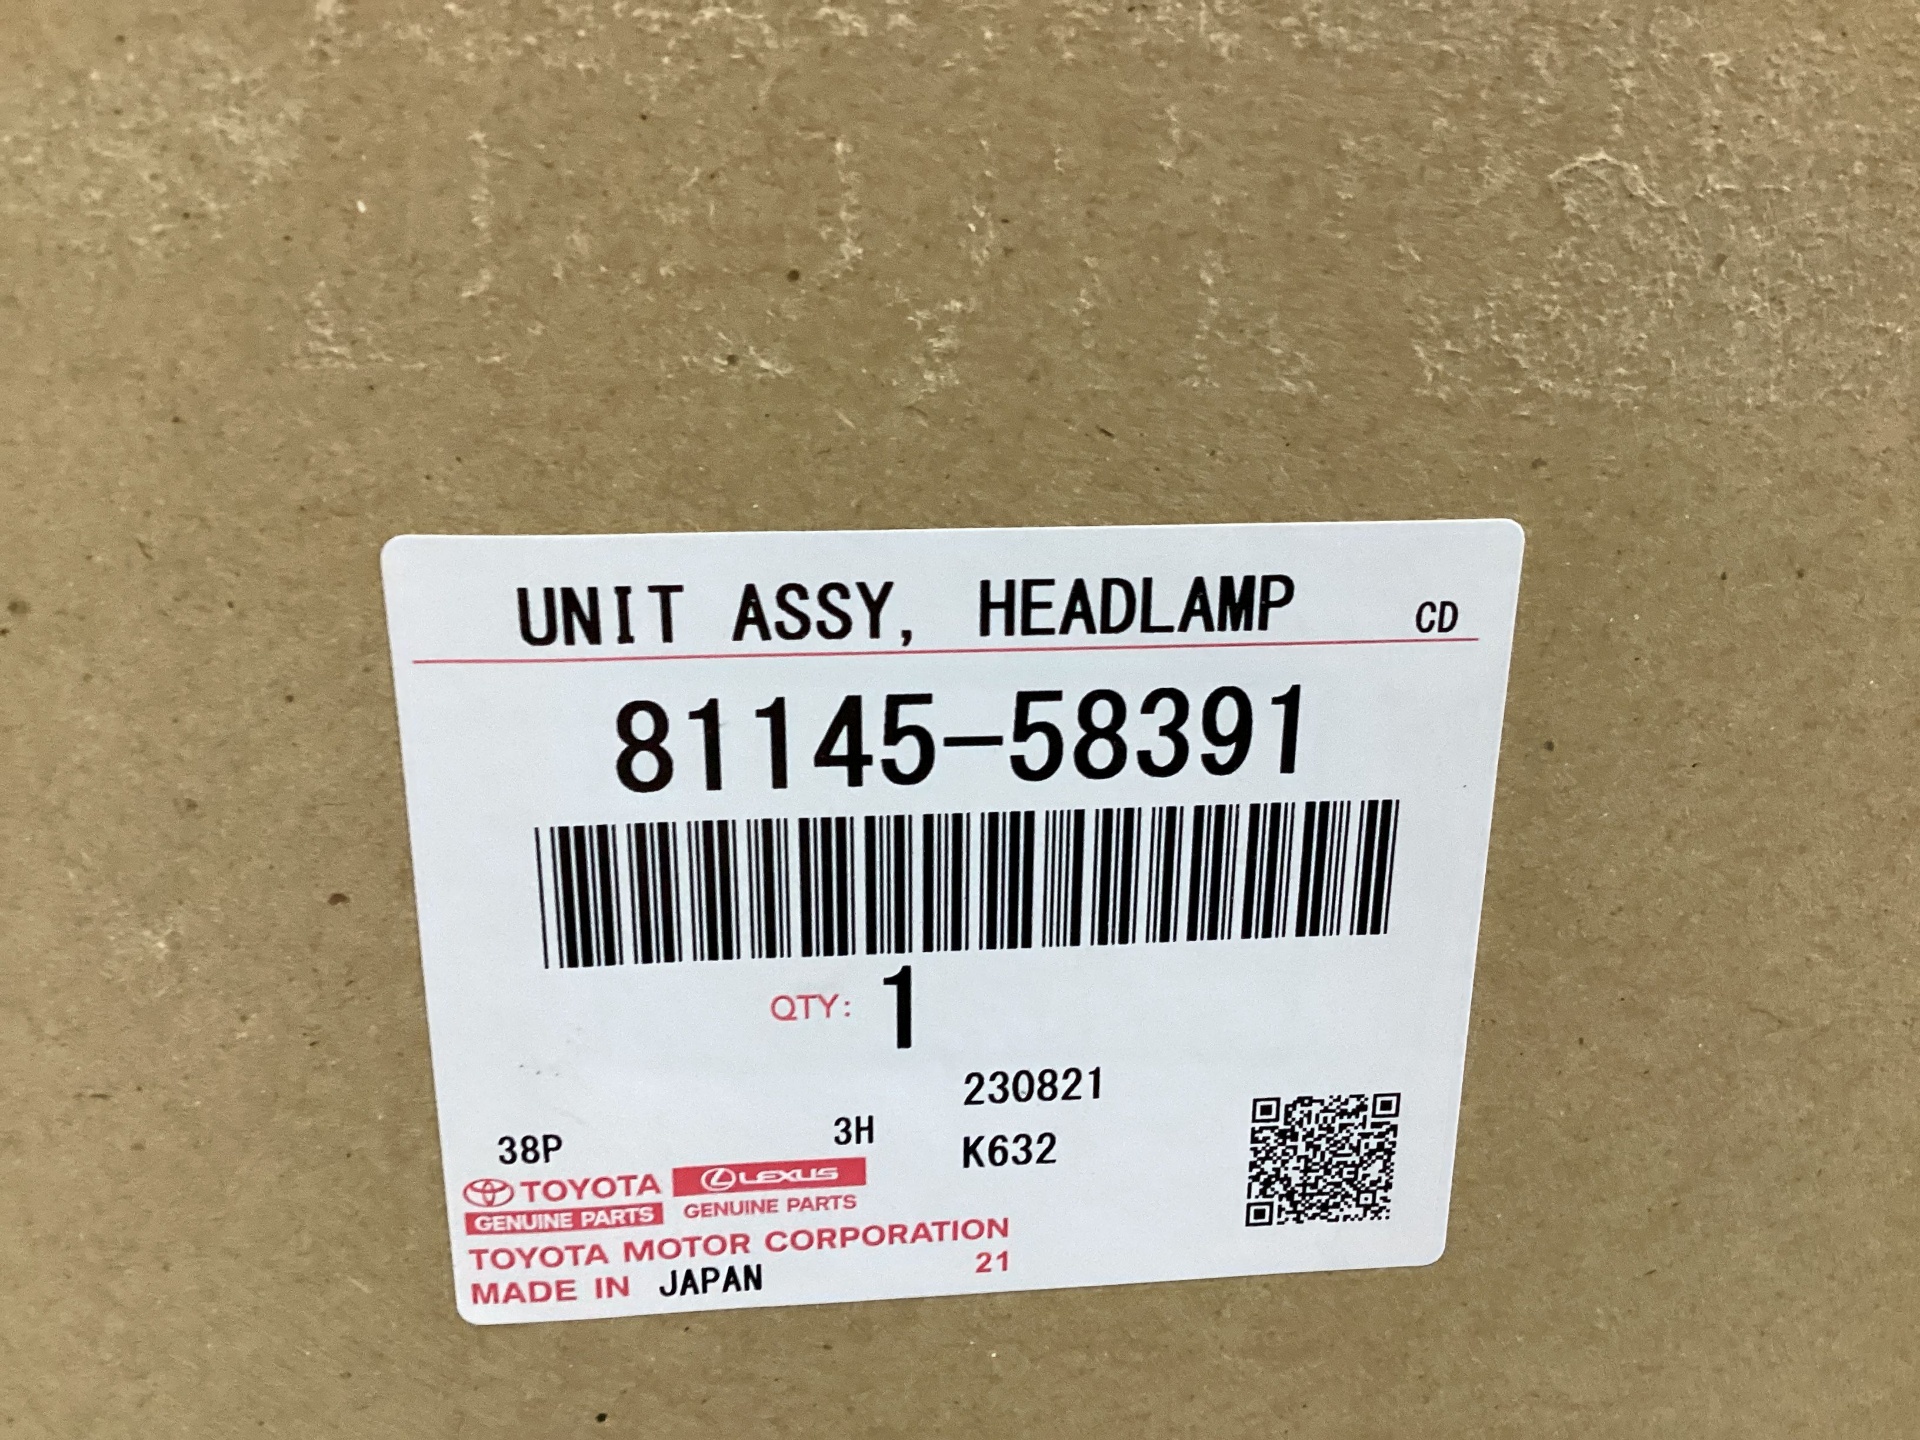 UNIT ASSY, HEADLAMP CD
81145-58391
QTY: 1
230821
38P 3H K632
TOYOTA LEXUS
GENUINE PARTS GENUINE PARTS
TOYOTA MOTOR CORPORATION
MADE IN JAPAN 21